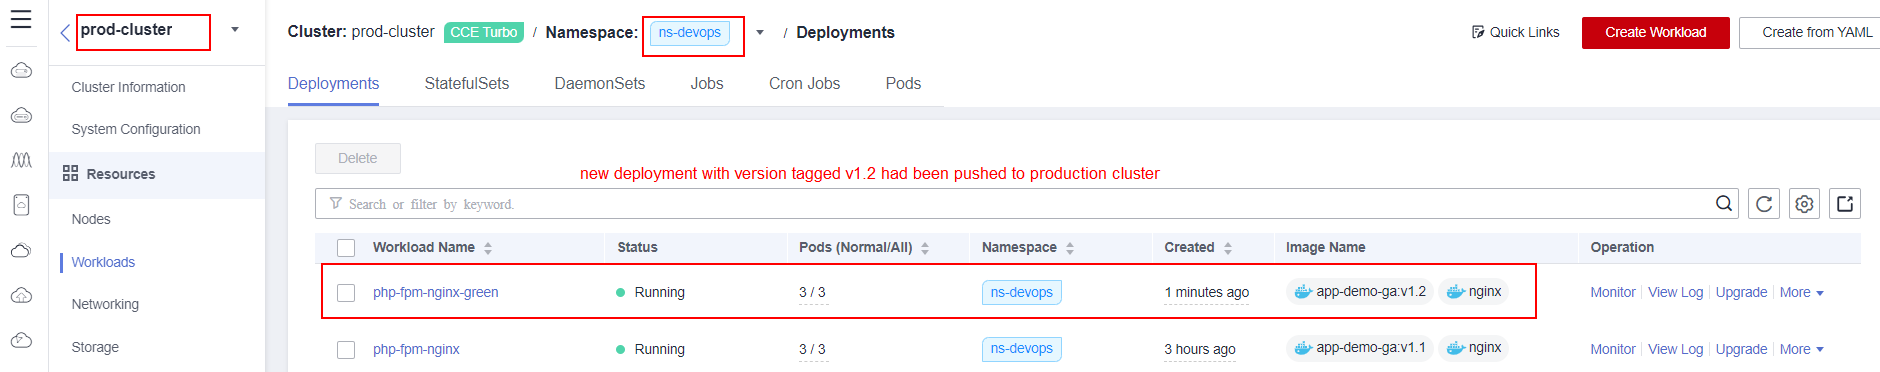 prod-cluster
Cluster: prod-cluster CCE Turbo / Namespace: ns-devops / Deployments
Quick Links
Create Workload
Create from YAML
Cluster Information
System Configuration
Resources
Nodes
Workloads
Networking
Storage
Deployments StatefulSets DaemonSets Jobs Cron Jobs Pods
Delete
new deployment with version tagged v1.2 had been pushed to production cluster
Search or filter by keyword.
Workload Name Status Pods (Normal/All) Namespace Created Image Name Operation
php-fpm-nginx-green Running 3 / 3 ns-devops 1 minutes ago app-demo-ga:v1.2 nginx Monitor View Log Upgrade More
php-fpm-nginx Running 3 / 3 ns-devops 3 hours ago app-demo-ga:v1.1 nginx Monitor View Log Upgrade More